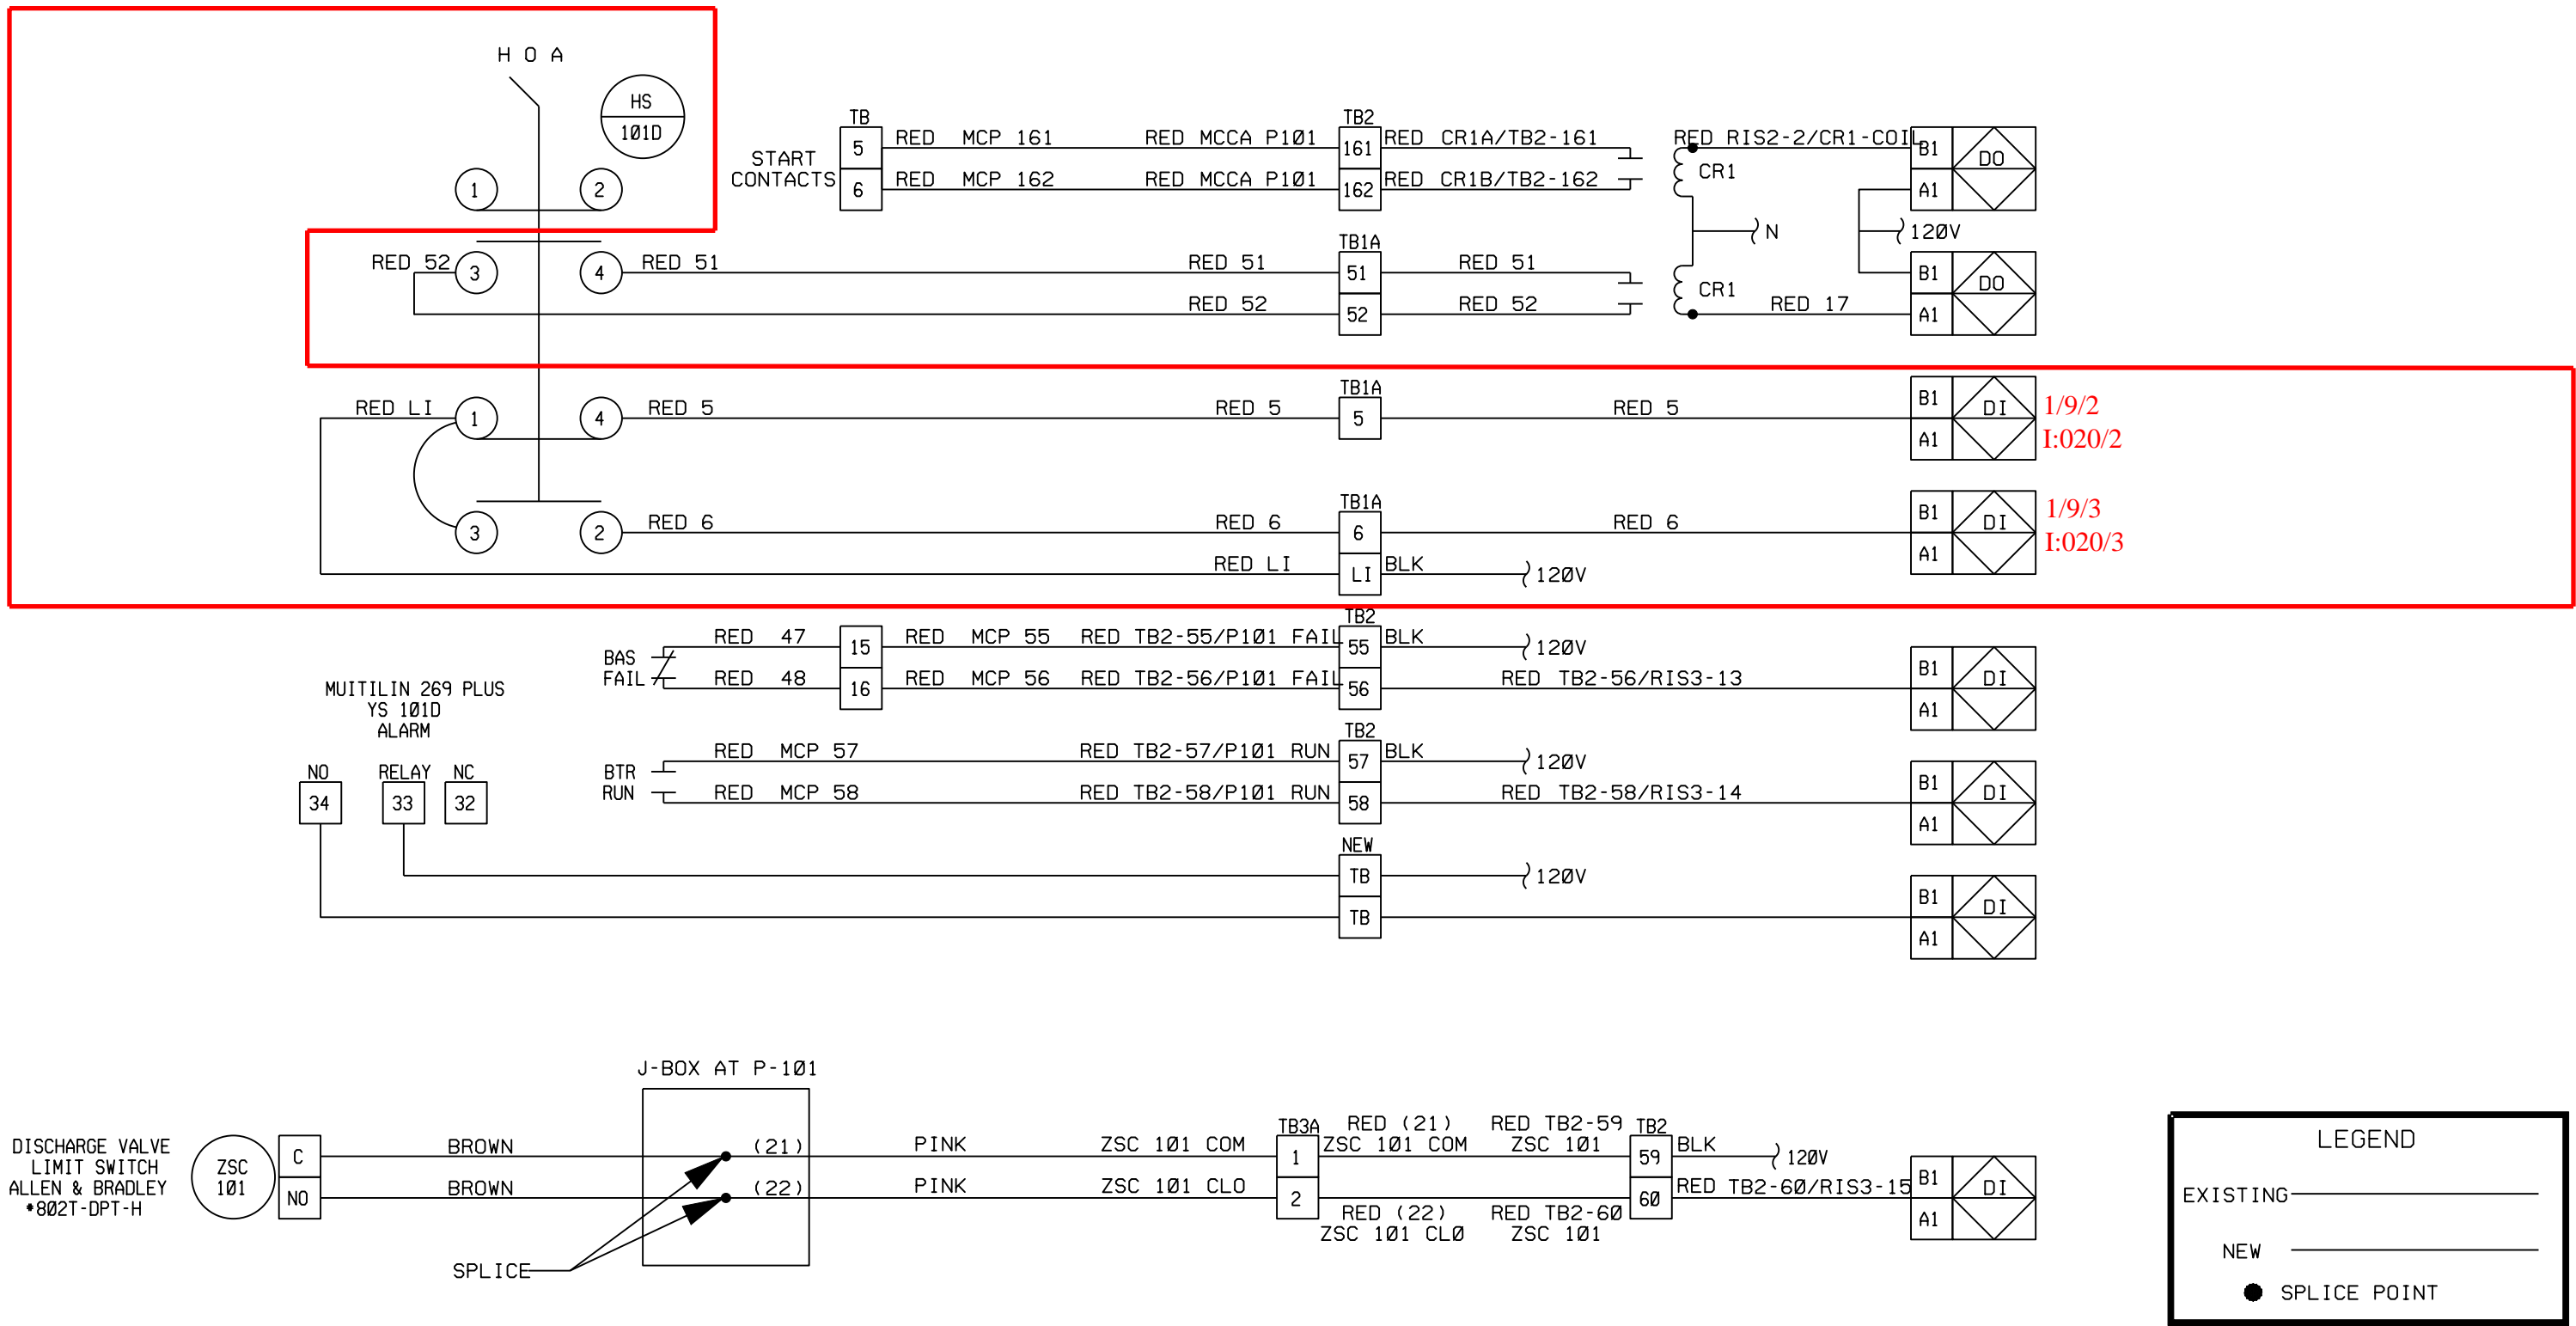 H O A
HS
101D
1
2
START
CONTACTS
TB
5
6
RED MCP 161
RED MCP 162
RED MCCA P101
RED MCCA P101
TB2
161
162
RED CR1A/TB2-161
RED CR1B/TB2-162
RED RIS2-2/CR1-COIL
CR1
N
120V
B1
A1
DO
RED 52
3
4
RED 51
RED 51
RED 52
TB1A
51
52
RED 51
RED 52
CR1
RED 17
B1
A1
DO
RED LI
1
4
RED 5
RED 5
TB1A
5
RED 5
B1
A1
DI
1/9/2
I:020/2
3
2
RED 6
RED 6
RED LI
TB1A
6
LI
RED 6
BLK
120V
B1
A1
DI
1/9/3
I:020/3
BAS
FAIL
RED 47
RED 48
15
16
RED MCP 55
RED MCP 56
RED TB2-55/P101 FAIL
RED TB2-56/P101 FAIL
TB2
55
56
BLK
120V
RED TB2-56/RIS3-13
B1
A1
DI
MUITILIN 269 PLUS
YS 101D
ALARM
NO
34
RELAY
33
NC
32
BTR
RUN
RED MCP 57
RED MCP 58
RED TB2-57/P101 RUN
RED TB2-58/P101 RUN
TB2
57
58
BLK
120V
RED TB2-58/RIS3-14
B1
A1
DI
NEW
TB
TB
120V
B1
A1
DI
J-BOX AT P-101
DISCHARGE VALVE
LIMIT SWITCH
ALLEN & BRADLEY
*802T-DPT-H
ZSC
101
C
NO
BROWN
BROWN
(21)
(22)
SPLICE
PINK
PINK
ZSC 101 COM
ZSC 101 CLO
TB3A
1
2
RED (21)
ZSC 101 COM
RED (22)
ZSC 101 CLØ
RED TB2-59
ZSC 101
RED TB2-60
ZSC 101
TB2
59
60
BLK
120V
RED TB2-60/RIS3-15
B1
A1
DI
LEGEND
EXISTING
NEW
SPLICE POINT